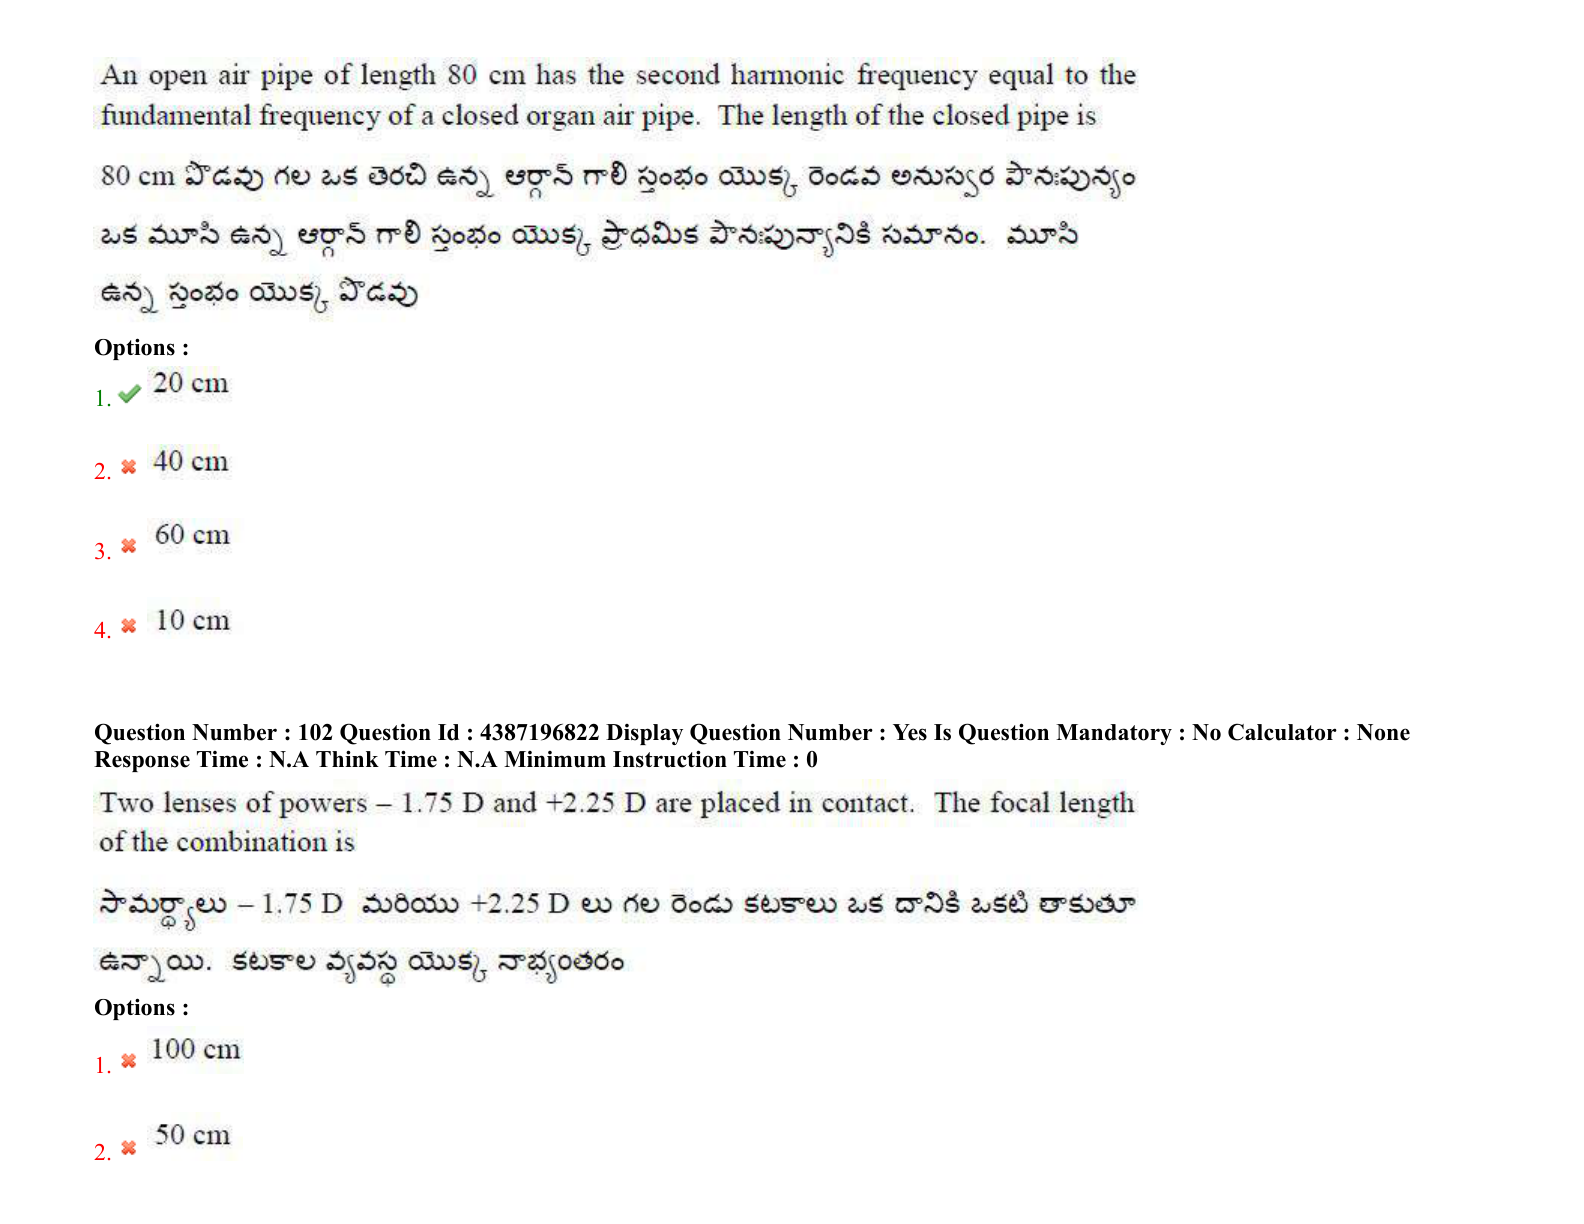 An open air pipe of length 80 cm has the second harmonic frequency equal to the
fundamental frequency of a closed organ air pipe. The length of the closed pipe is
80 cm పొడవు గల ఒక తెరచి ఉన్న ఆర్గాన్ గాలి స్తంభం యొక్క రెండవ అనుస్వర పౌనఃపున్యం
ఒక మూసి ఉన్న ఆర్గాన్ గాలి స్తంభం యొక్క ప్రాధమిక పౌనఃపున్యానికి సమానం. మూసి
ఉన్న స్తంభం యొక్క పొడవు
Options :
1. 20 cm
2. 40 cm
3. 60 cm
4. 10 cm
Question Number : 102 Question Id : 4387196822 Display Question Number : Yes Is Question Mandatory : No Calculator : None
Response Time : N.A Think Time : N.A Minimum Instruction Time : 0
Two lenses of powers – 1.75 D and +2.25 D are placed in contact. The focal length
of the combination is
సామర్థ్యాలు – 1.75 D మరియు +2.25 D లు గల రెండు కటకాలు ఒక దానికి ఒకటి తాకుతూ
ఉన్నాయి. కటకాల వ్యవస్థ యొక్క నాభ్యంతరం
Options :
1. 100 cm
2. 50 cm